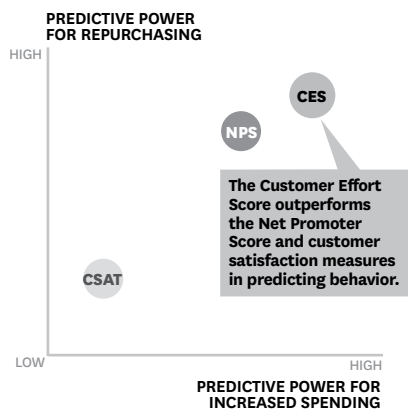 PREDICTIVE POWER
FOR REPURCHASING
HIGH
CES
NPS
The Customer Effort
Score outperforms
the Net Promoter
Score and customer
satisfaction measures
in predicting behavior.
CSAT
LOW
HIGH
PREDICTIVE POWER FOR
INCREASED SPENDING